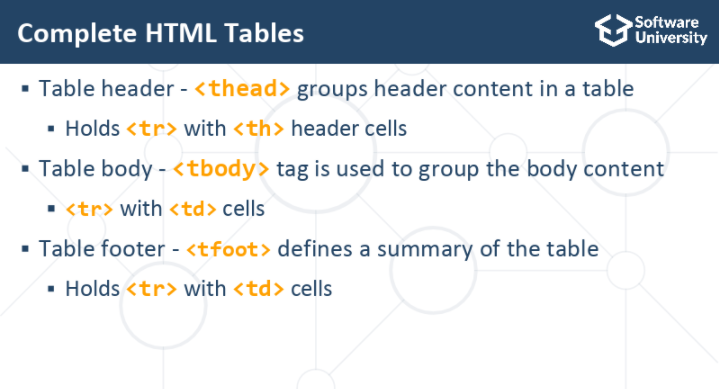 Complete HTML Tables
Software
University
▪ Table header - <thead> groups header content in a table
▪ Holds <tr> with <th> header cells
▪ Table body - <tbody> tag is used to group the body content
▪ <tr> with <td> cells
▪ Table footer - <tfoot> defines a summary of the table
▪ Holds <tr> with <td> cells